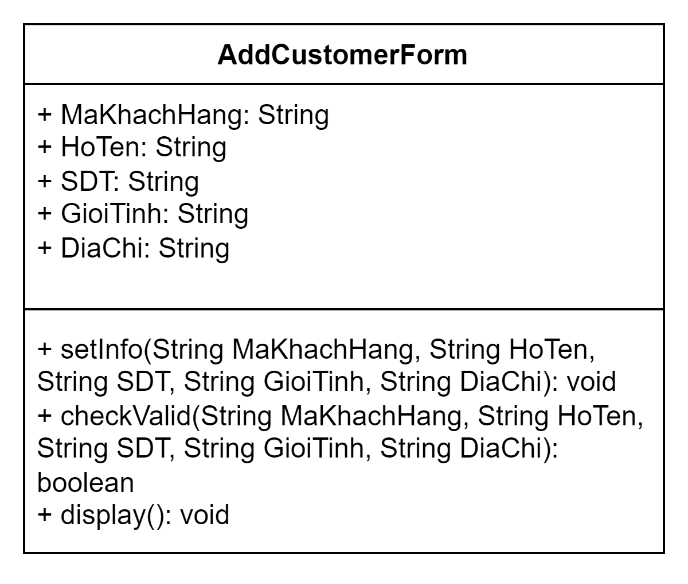 AddCustomerForm
+ MaKhachHang: String
+ HoTen: String
+ SDT: String
+ GioiTinh: String
+ DiaChi: String
+ setInfo(String MaKhachHang, String HoTen,
String SDT, String GioiTinh, String DiaChi): void
+ checkValid(String MaKhachHang, String HoTen,
String SDT, String GioiTinh, String DiaChi):
boolean
+ display(): void